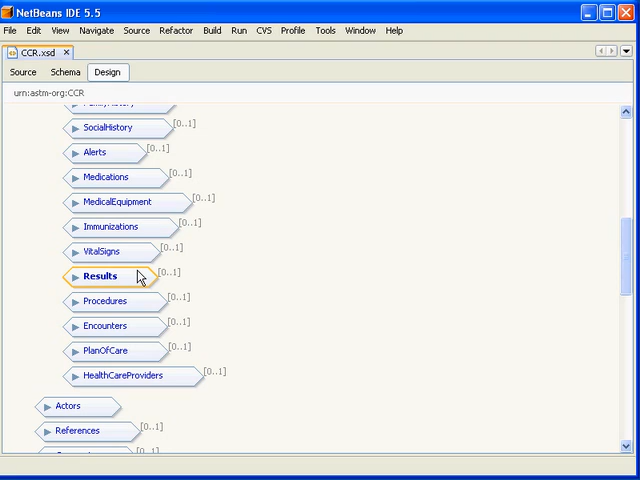 NetBeans IDE 5.5
File Edit View Navigate Source Refactor Build Run CVS Profile Tools Window Help
CCR.xsd
Source Schema Design
urn:astm-org:CCR
FamilyHistory
SocialHistory [0..1]
Alerts [0..1]
Medications [0..1]
MedicalEquipment [0..1]
Immunizations [0..1]
VitalSigns [0..1]
Results [0..1]
Procedures [0..1]
Encounters [0..1]
PlanOfCare [0..1]
HealthCareProviders [0..1]
Actors
References [0..1]
[0..1]